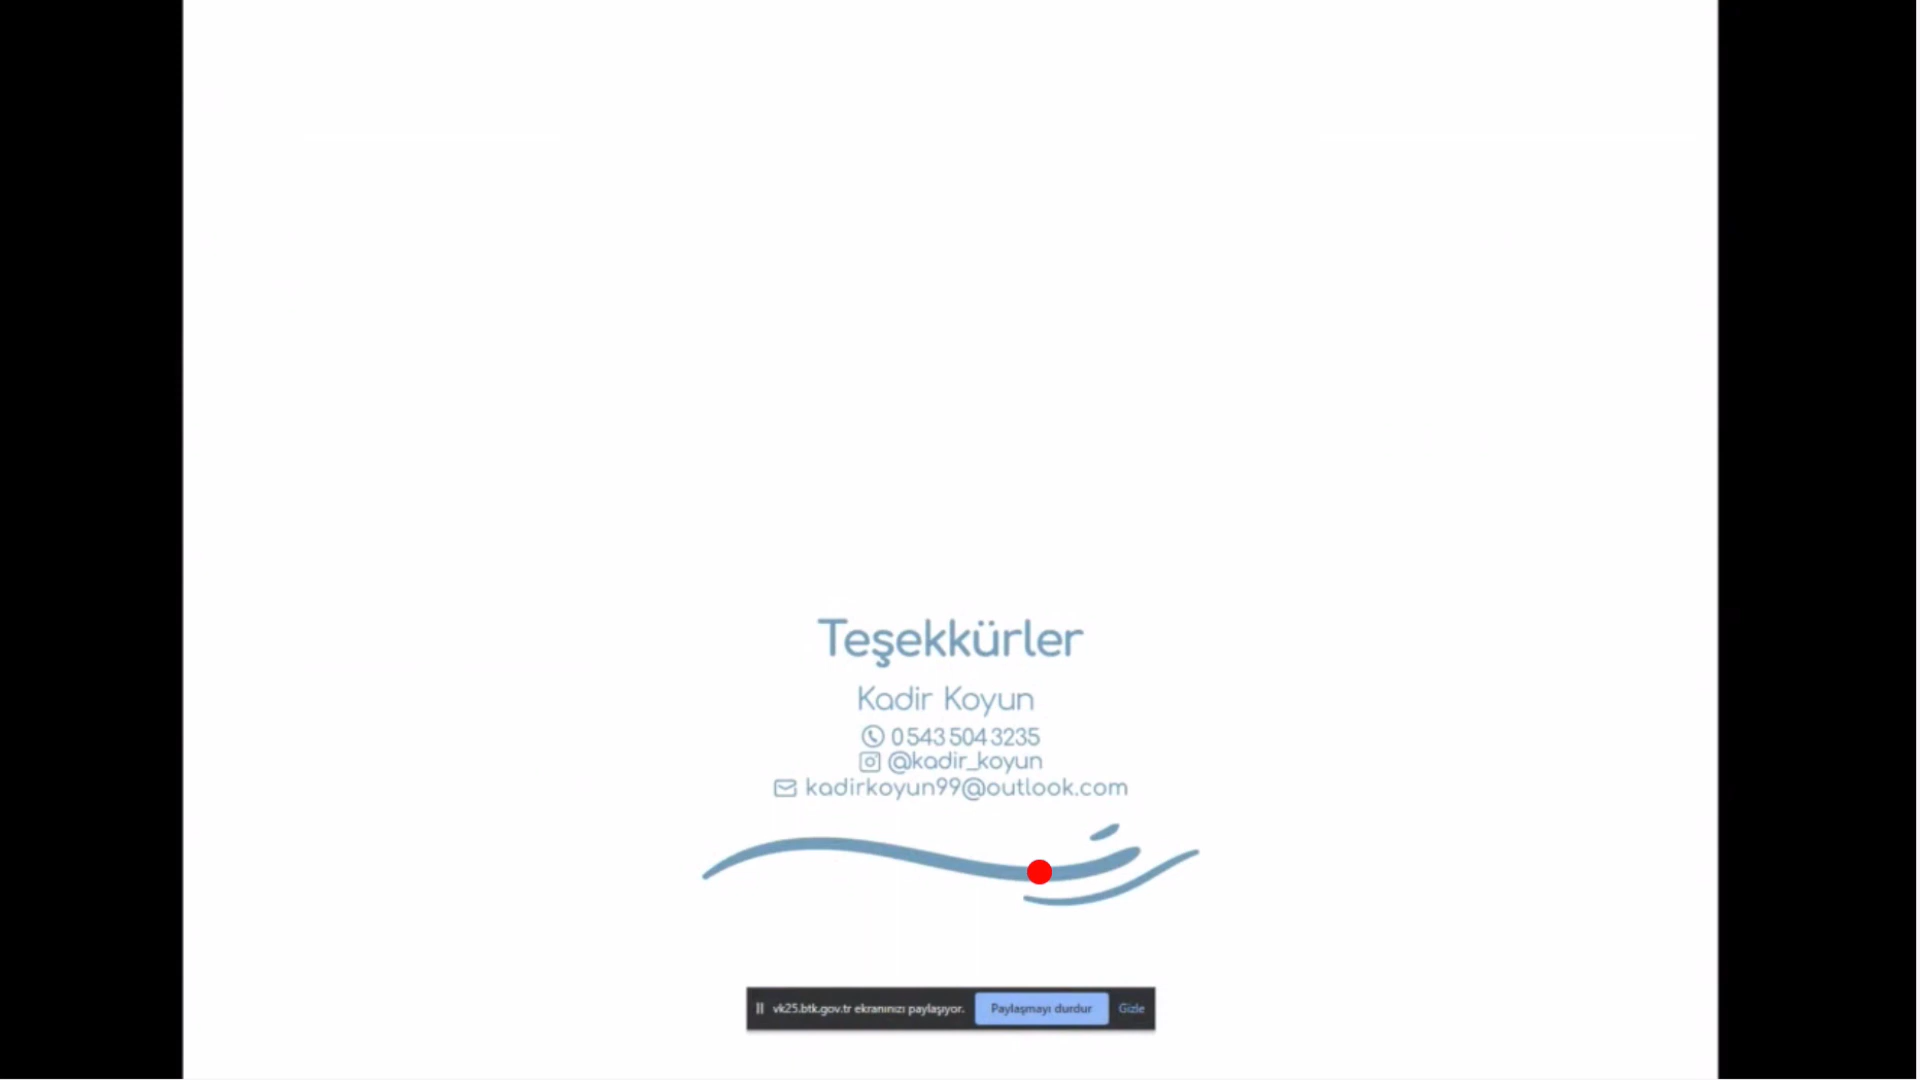 Teşekkürler
Kadir Koyun
0 543 504 3235
@kadir_koyun
kadirkoyun99@outlook.com
vk25.btk.gov.tr ekranınızı paylaşıyor. Paylaşmayı durdur Gizle